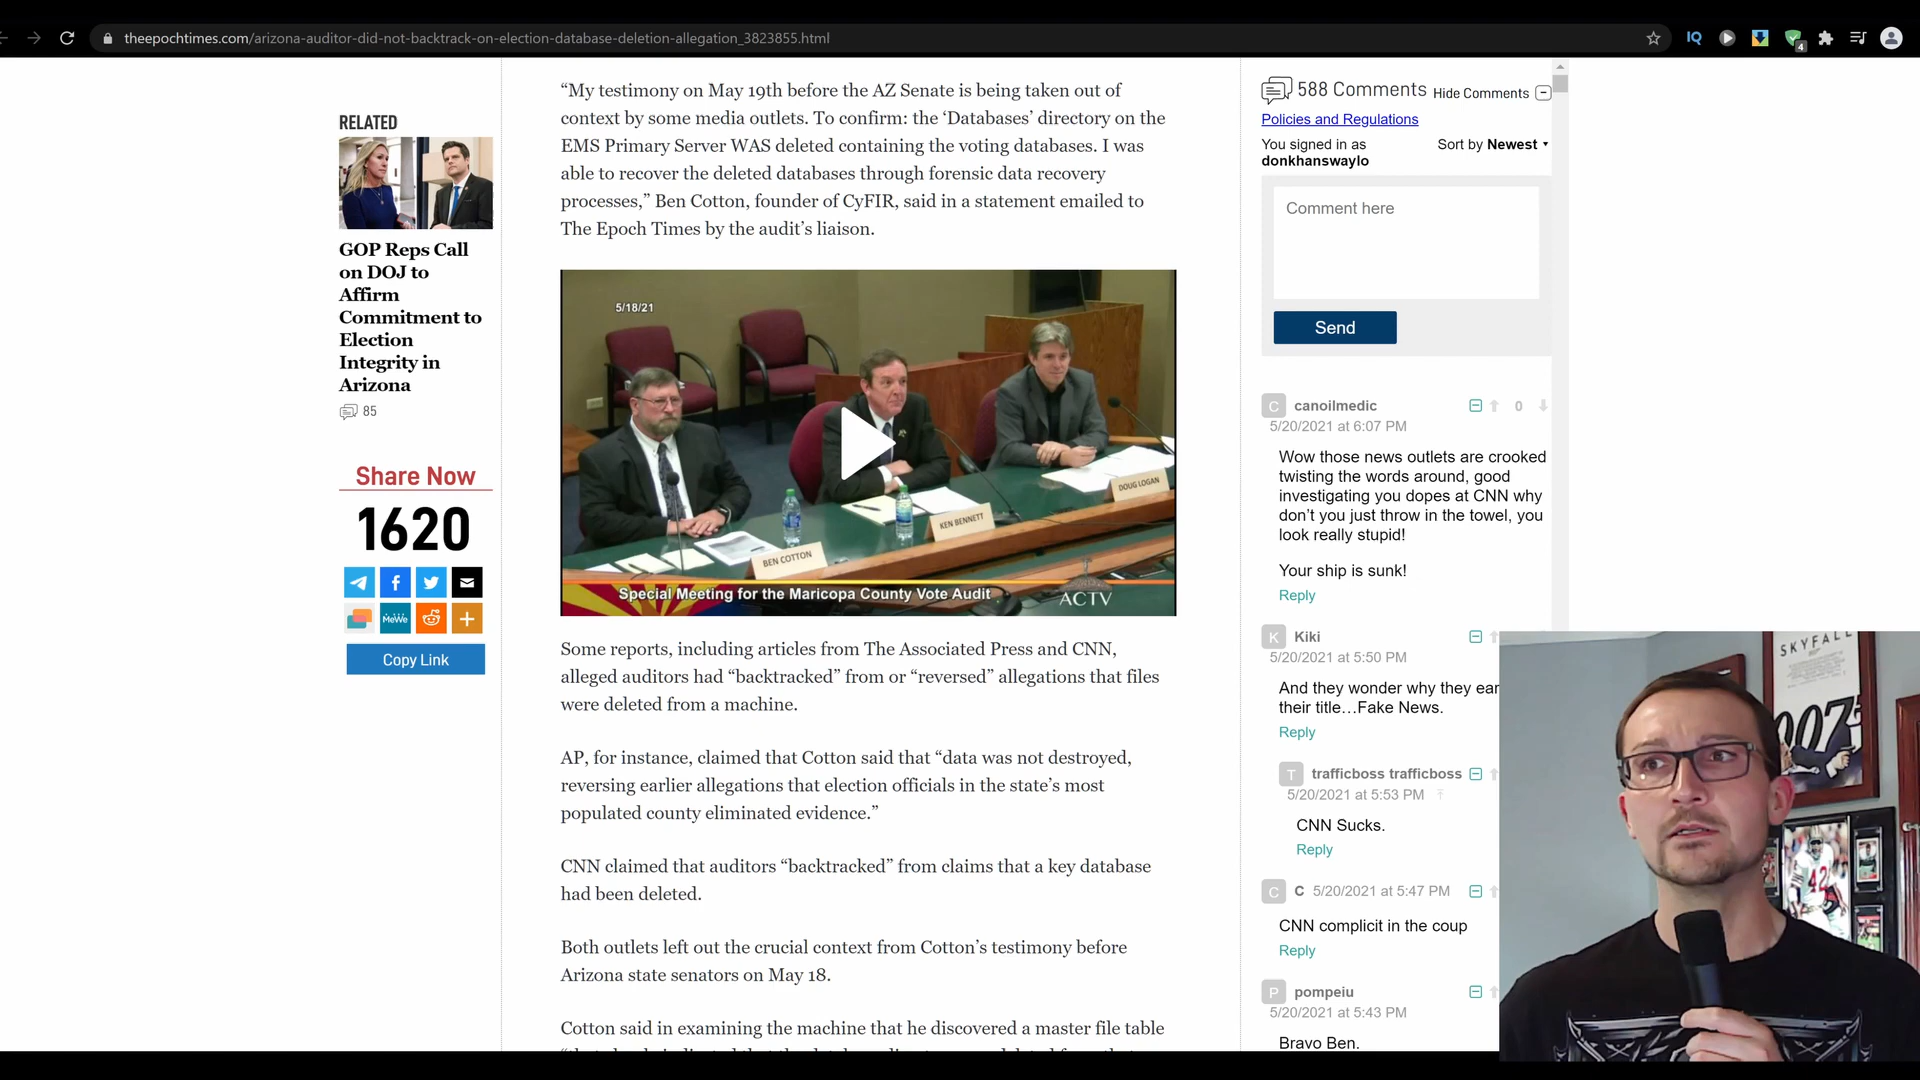 theepochtimes.com/arizona-auditor-did-not-backtrack-on-election-database-deletion-allegation_3823855.html
IQ
4
RELATED
GOP Reps Call
on DOJ to
Affirm
Commitment to
Election
Integrity in
Arizona
85
Share Now
1620
MeWe
Copy Link
“My testimony on May 19th before the AZ Senate is being taken out of
context by some media outlets. To confirm: the ‘Databases’ directory on the
EMS Primary Server WAS deleted containing the voting databases. I was
able to recover the deleted databases through forensic data recovery
processes,” Ben Cotton, founder of CyFIR, said in a statement emailed to
The Epoch Times by the audit’s liaison.
5/18/21
BEN COTTON
KEN BENNETT
DOUG LOGAN
Special Meeting for the Maricopa County Vote Audit
ACTV
Some reports, including articles from The Associated Press and CNN,
alleged auditors had “backtracked” from or “reversed” allegations that files
were deleted from a machine.
AP, for instance, claimed that Cotton said that “data was not destroyed,
reversing earlier allegations that election officials in the state’s most
populated county eliminated evidence.”
CNN claimed that auditors “backtracked” from claims that a key database
had been deleted.
Both outlets left out the crucial context from Cotton’s testimony before
Arizona state senators on May 18.
Cotton said in examining the machine that he discovered a master file table
588 Comments
Hide Comments
Policies and Regulations
You signed in as
donkhanswaylo
Sort by Newest
Comment here
Send
C canoilmedic 0
5/20/2021 at 6:07 PM
Wow those news outlets are crooked
twisting the words around, good
investigating you dopes at CNN why
don’t you just throw in the towel, you
look really stupid!
Your ship is sunk!
Reply
K Kiki
5/20/2021 at 5:50 PM
And they wonder why they ear
their title…Fake News.
Reply
T trafficboss trafficboss
5/20/2021 at 5:53 PM
CNN Sucks.
Reply
C C 5/20/2021 at 5:47 PM
CNN complicit in the coup
Reply
P pompeiu
5/20/2021 at 5:43 PM
Bravo Ben.
SKYFALL
007
42